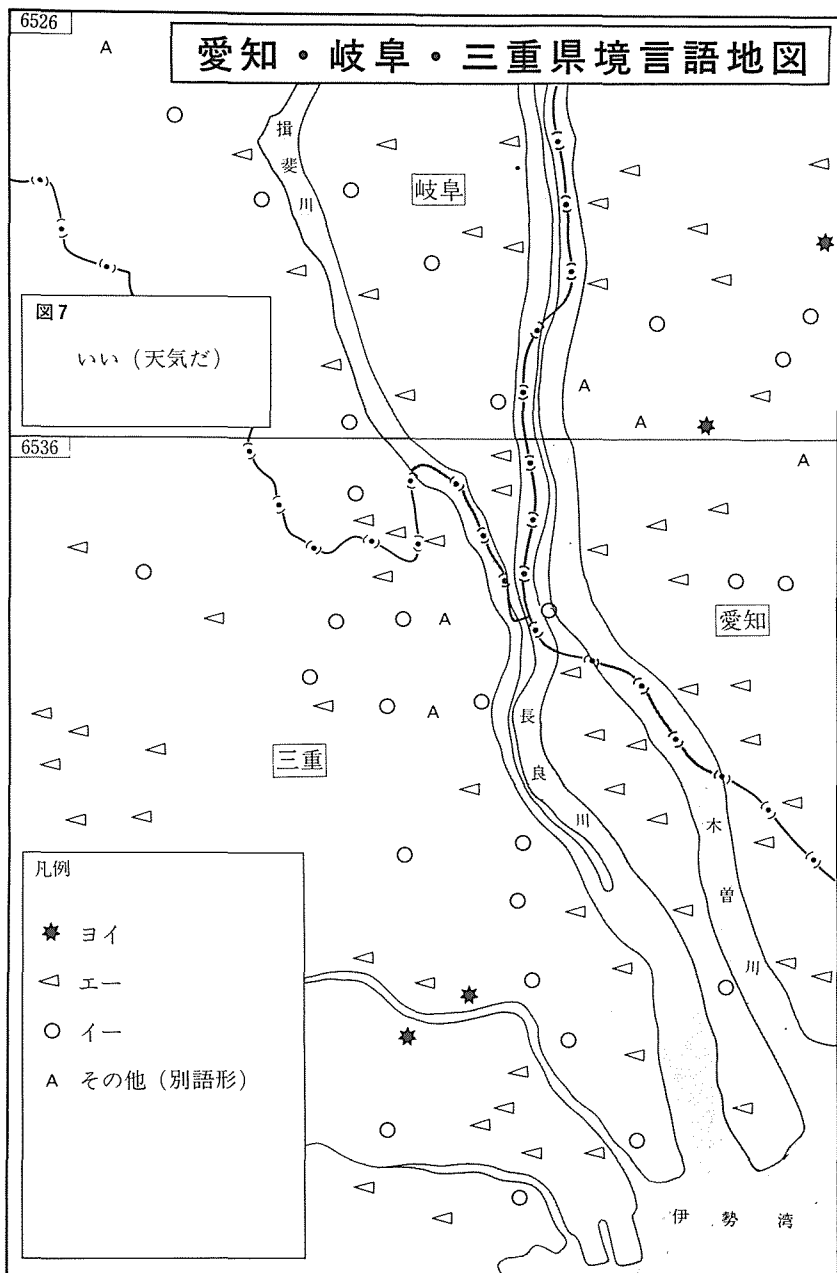 6526
愛知・岐阜・三重県境言語地図
揖斐川
岐阜
図7
いい（天気だ）
6536
愛知
三重
長良川
木曽川
凡例
ヨイ
エー
イー
A その他（別語形）
伊勢湾
A
A
A
A
A
A